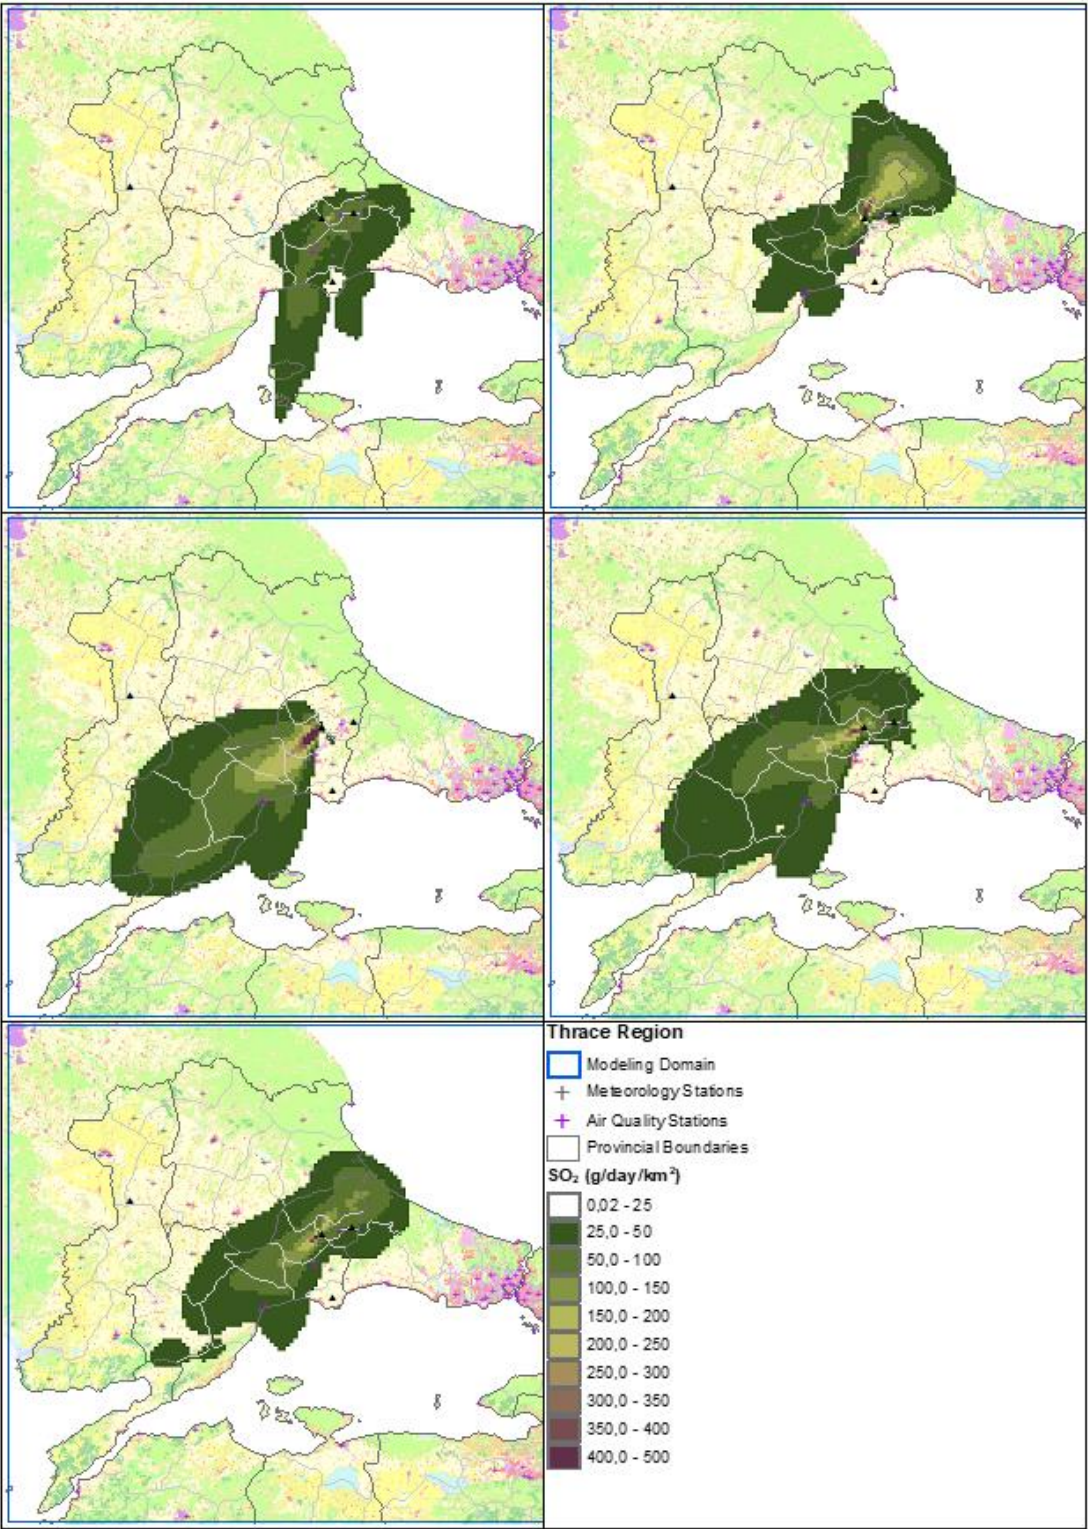 Thrace Region
Modeling Domain
Meteorology Stations
Air Quality Stations
Provincial Boundaries
SO₂ (g/day/km²)
0,02 - 25
25,0 - 50
50,0 - 100
100,0 - 150
150,0 - 200
200,0 - 250
250,0 - 300
300,0 - 350
350,0 - 400
400,0 - 500